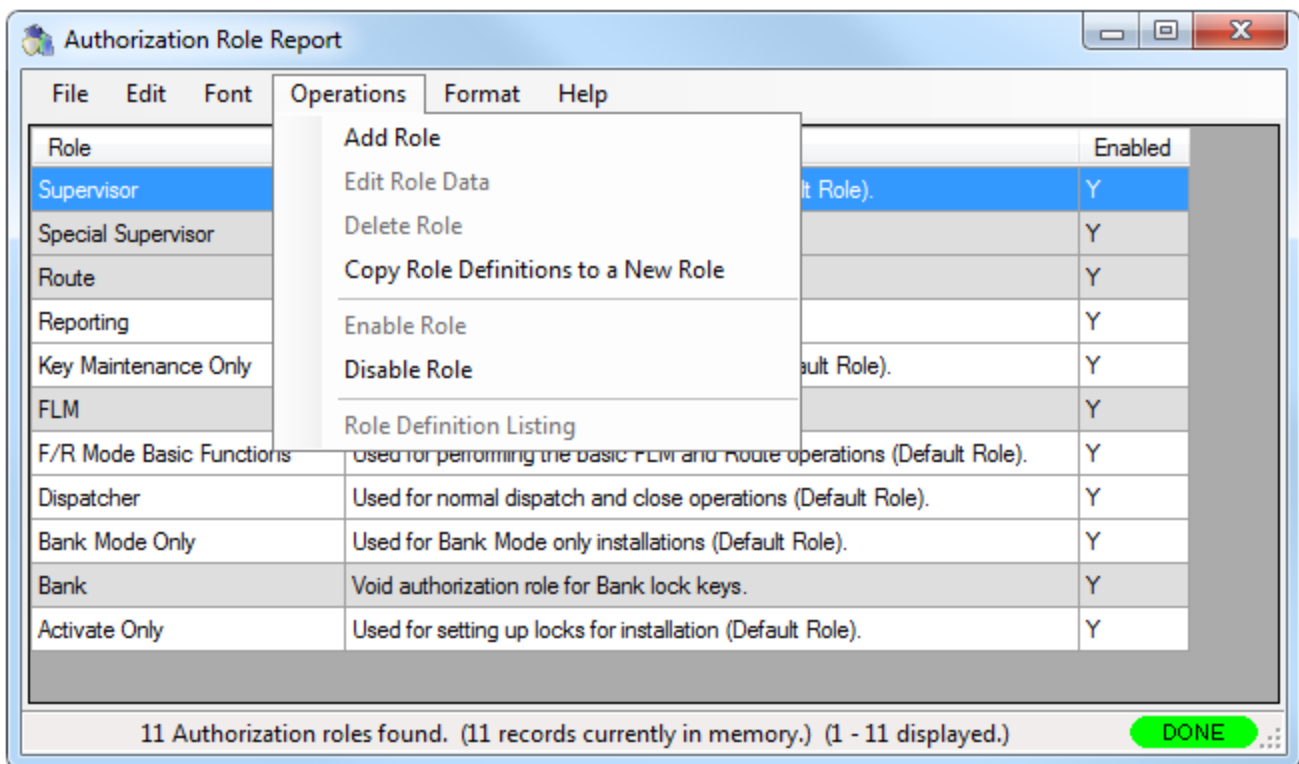 Authorization Role Report
File Edit Font Operations Format Help
Role Enabled
Add Role
Edit Role Data
Delete Role
Copy Role Definitions to a New Role
Enable Role
Disable Role
Role Definition Listing
Supervisor lt Role). Y
Special Supervisor Y
Route Y
Reporting Y
Key Maintenance Only ault Role). Y
FLM Y
F/R Mode Basic Functions Used for performing the basic FLM and Route operations (Default Role). Y
Dispatcher Used for normal dispatch and close operations (Default Role). Y
Bank Mode Only Used for Bank Mode only installations (Default Role). Y
Bank Void authorization role for Bank lock keys. Y
Activate Only Used for setting up locks for installation (Default Role). Y
11 Authorization roles found. (11 records currently in memory.) (1 - 11 displayed.) DONE